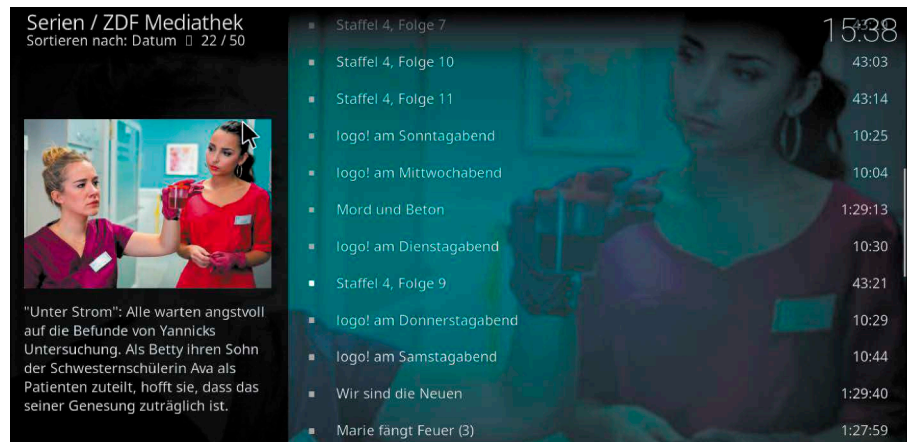 Serien / ZDF Mediathek
Sortieren nach: Datum 22 / 50
15:38
Staffel 4, Folge 7
Staffel 4, Folge 10 43:03
Staffel 4, Folge 11 43:14
logo! am Sonntagabend 10:25
logo! am Mittwochabend 10:04
Mord und Beton 1:29:13
logo! am Dienstagabend 10:30
Staffel 4, Folge 9 43:21
logo! am Donnerstagabend 10:29
logo! am Samstagabend 10:44
Wir sind die Neuen 1:29:40
Marie fängt Feuer (3) 1:27:59
"Unter Strom": Alle warten angstvoll
auf die Befunde von Yannicks
Untersuchung. Als Betty ihren Sohn
der Schwesternschülerin Ava als
Patienten zuteilt, hofft sie, dass das
seiner Genesung zuträglich ist.